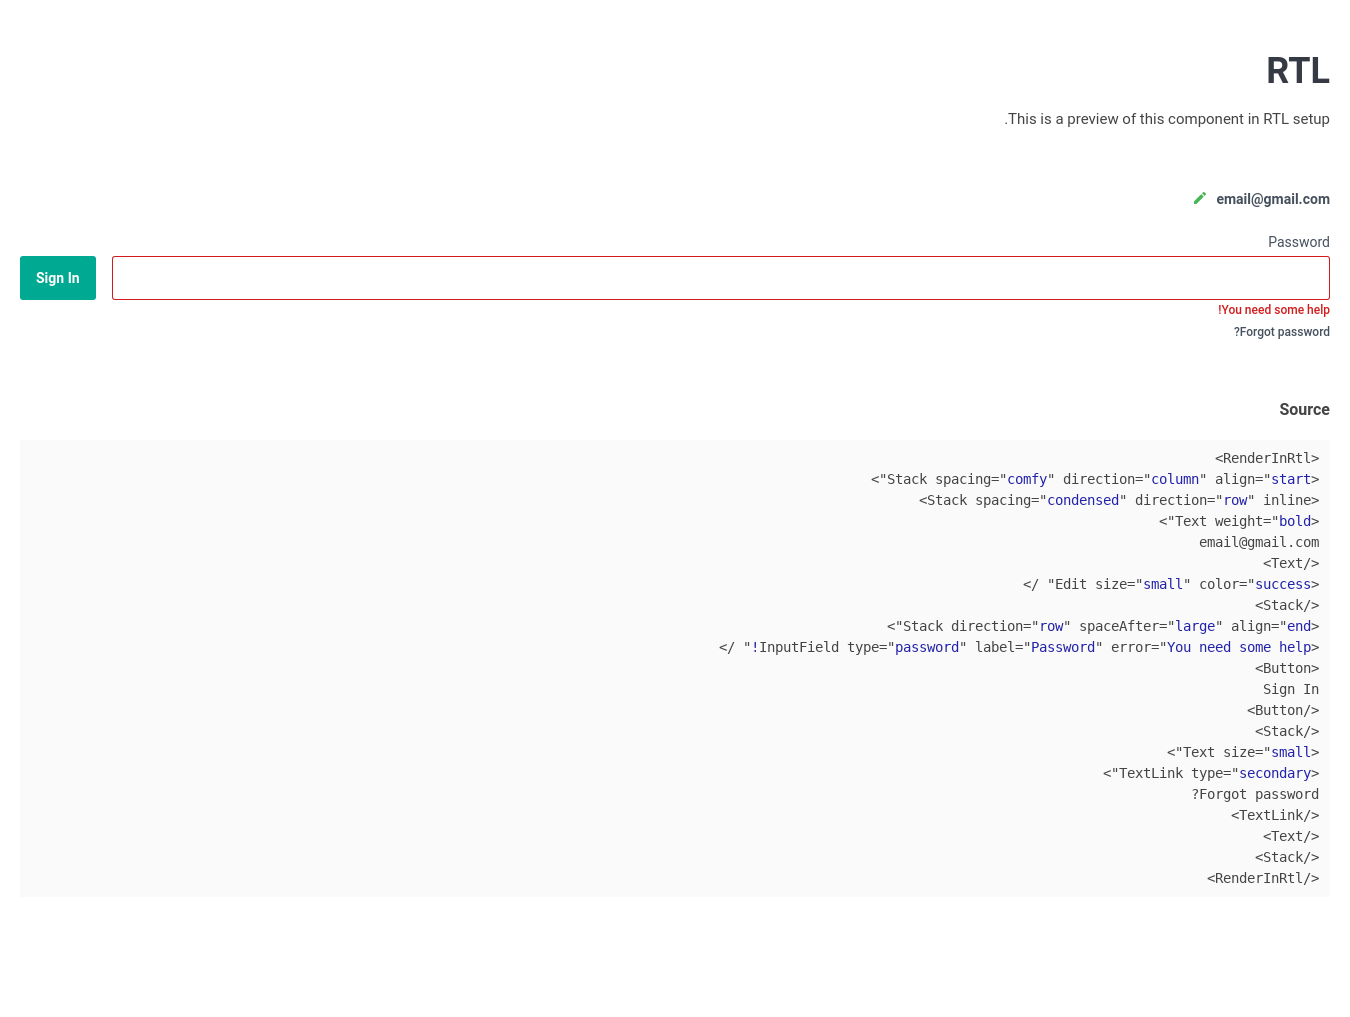 RTL
.This is a preview of this component in RTL setup
email@gmail.com
Password
Sign In
!You need some help
?Forgot password
Source
<RenderInRtl>
<"Stack spacing="comfy" direction="column" align="start>
<Stack spacing="condensed" direction="row" inline>
<"Text weight="bold>
email@gmail.com
<Text/>
</ "Edit size="small" color="success>
<Stack/>
<"Stack direction="row" spaceAfter="large" align="end>
</ "!InputField type="password" label="Password" error="You need some help>
<Button>
Sign In
<Button/>
<Stack/>
<"Text size="small>
<"TextLink type="secondary>
?Forgot password
<TextLink/>
<Text/>
<Stack/>
<RenderInRtl/>